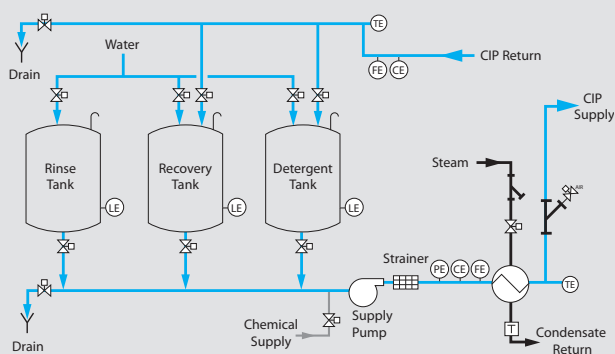 TE
Water
Drain
FE
CE
CIP Return
CIP
Supply
Rinse
Tank
Recovery
Tank
Detergent
Tank
Steam
AIR
LE
LE
LE
Strainer
PE
CE
FE
TE
Supply
Pump
Chemical
Supply
Drain
T
Condensate
Return